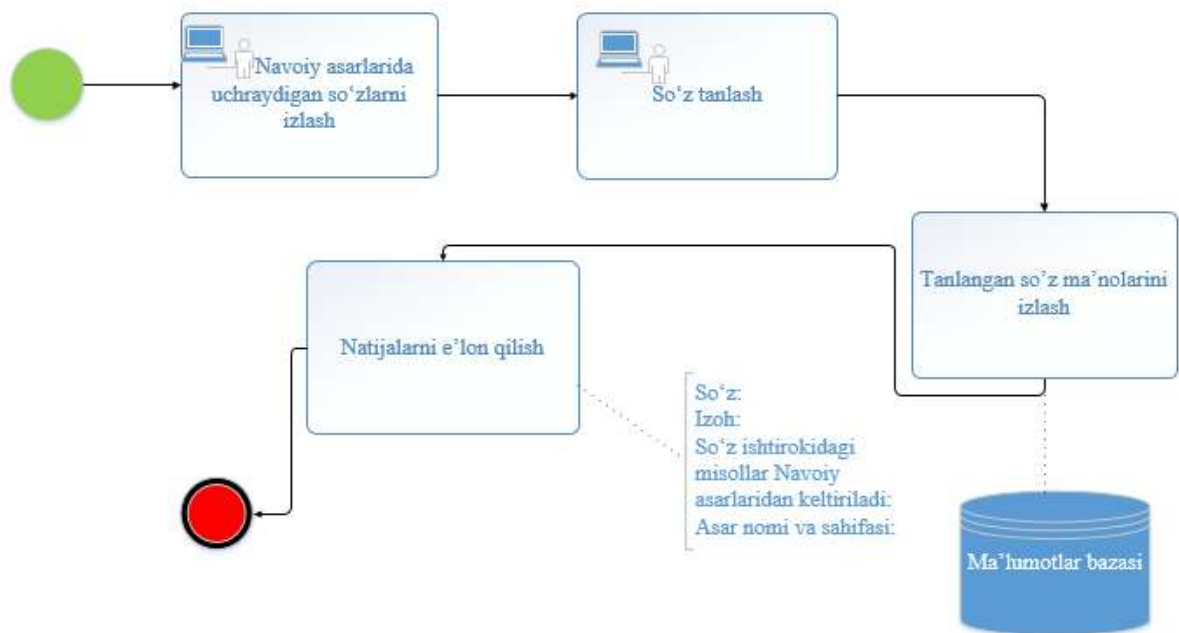 Navoiy asarlarida
uchraydigan so‘zlarni
izlash
So‘z tanlash
Tanlangan so’z ma’nolarini
izlash
Natijalarni e’lon qilish
So‘z:
Izoh:
So‘z ishtirokidagi
misollar Navoiy
asarlaridan keltiriladi:
Asar nomi va sahifasi:
Ma’lumotlar bazasi